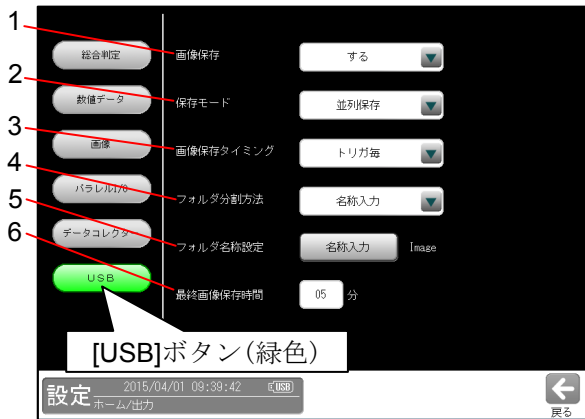 1
総合判定
画像保存
する
2
数値データ
保存モード
並列保存
3
画像
画像保存タイミング
トリガ毎
4
パラレルI/O
フォルダ分割方法
名称入力
5
データコレクター
フォルダ名称設定
名称入力
Image
6
USB
最終画像保存時間
05
分
[USB]ボタン(緑色)
設定
2015/04/01 09:39:42
USB
ホーム/出力
戻る